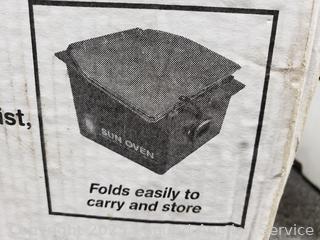 ist,
SUN OVEN
Folds easily to
carry and store